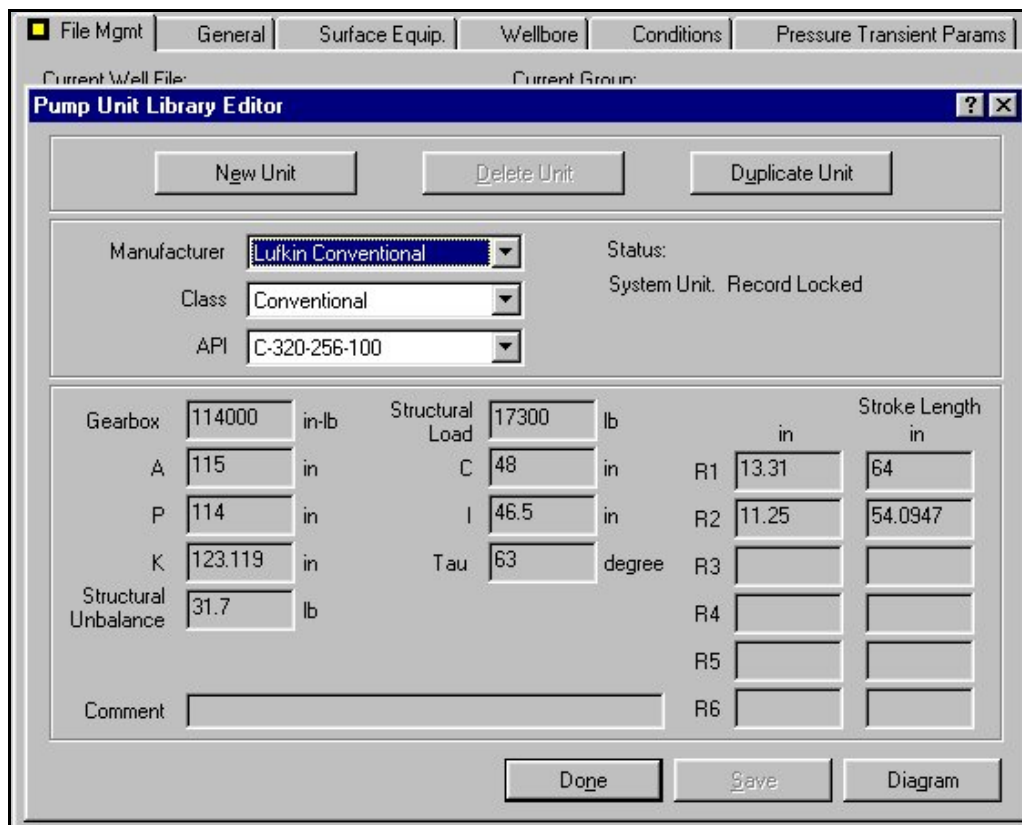 File Mgmt General Surface Equip. Wellbore Conditions Pressure Transient Params
Current Well File: Current Group:
Pump Unit Library Editor
New Unit Delete Unit Duplicate Unit
Manufacturer Lufkin Conventional Status:
Class Conventional System Unit. Record Locked
API C-320-256-100
Gearbox 114000 in-lb Structural Load 17300 lb in Stroke Length in
A 115 in C 48 in R1 13.31 64
P 114 in I 46.5 in R2 11.25 54.0947
K 123.119 in Tau 63 degree R3
Structural Unbalance 31.7 lb R4
R5
Comment R6
Done Save Diagram